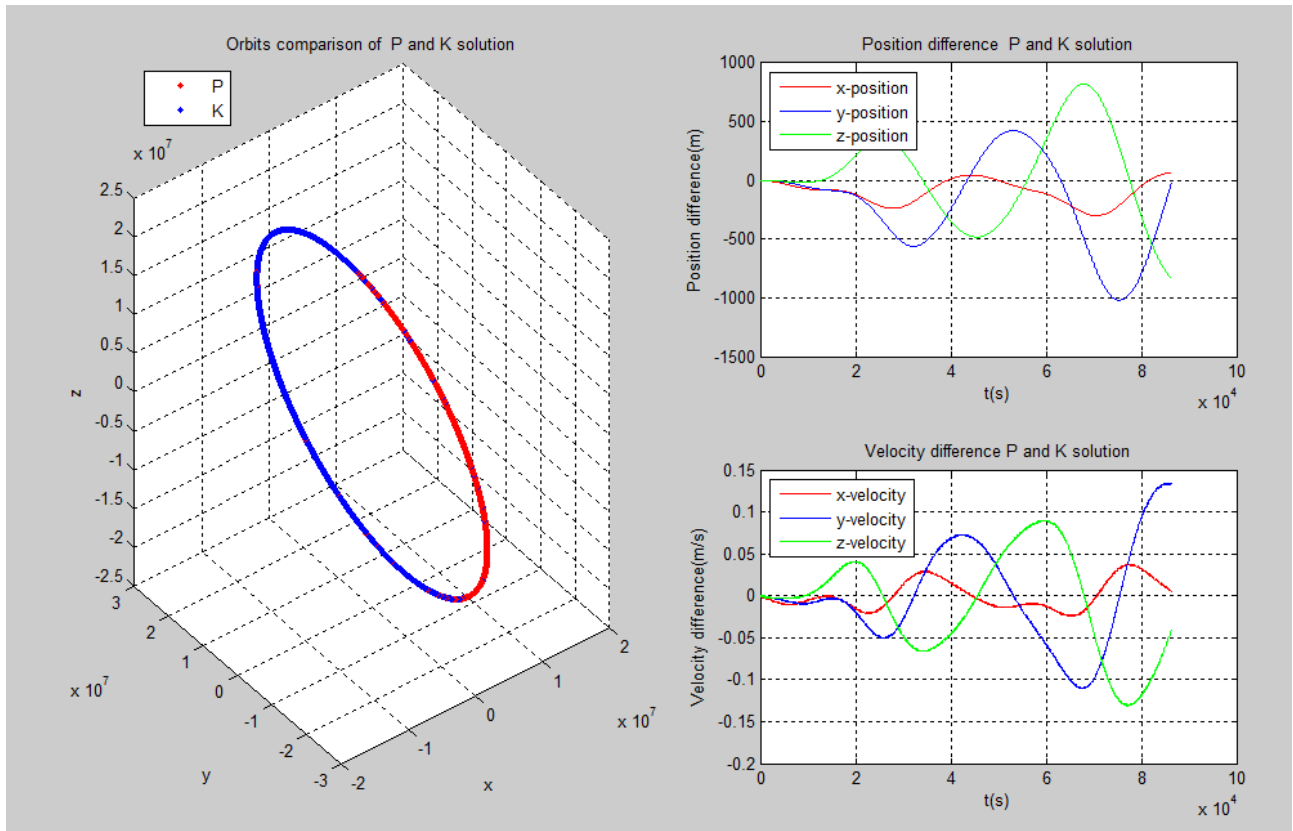 Orbits comparison of P and K solution
P
K
x 10^7
2.5
2
1.5
1
0.5
0
-0.5
-1
-1.5
-2
-2.5
z
3
2
1
0
-1
-2
-3
x 10^7
y
-2
-1
0
1
2
x 10^7
x
Position difference P and K solution
x-position
y-position
z-position
1000
500
0
-500
-1000
-1500
Position difference(m)
0 2 4 6 8 10
t(s)
x 10^4
Velocity difference P and K solution
x-velocity
y-velocity
z-velocity
0.15
0.1
0.05
0
-0.05
-0.1
-0.15
-0.2
Velocity difference(m/s)
0 2 4 6 8 10
t(s)
x 10^4